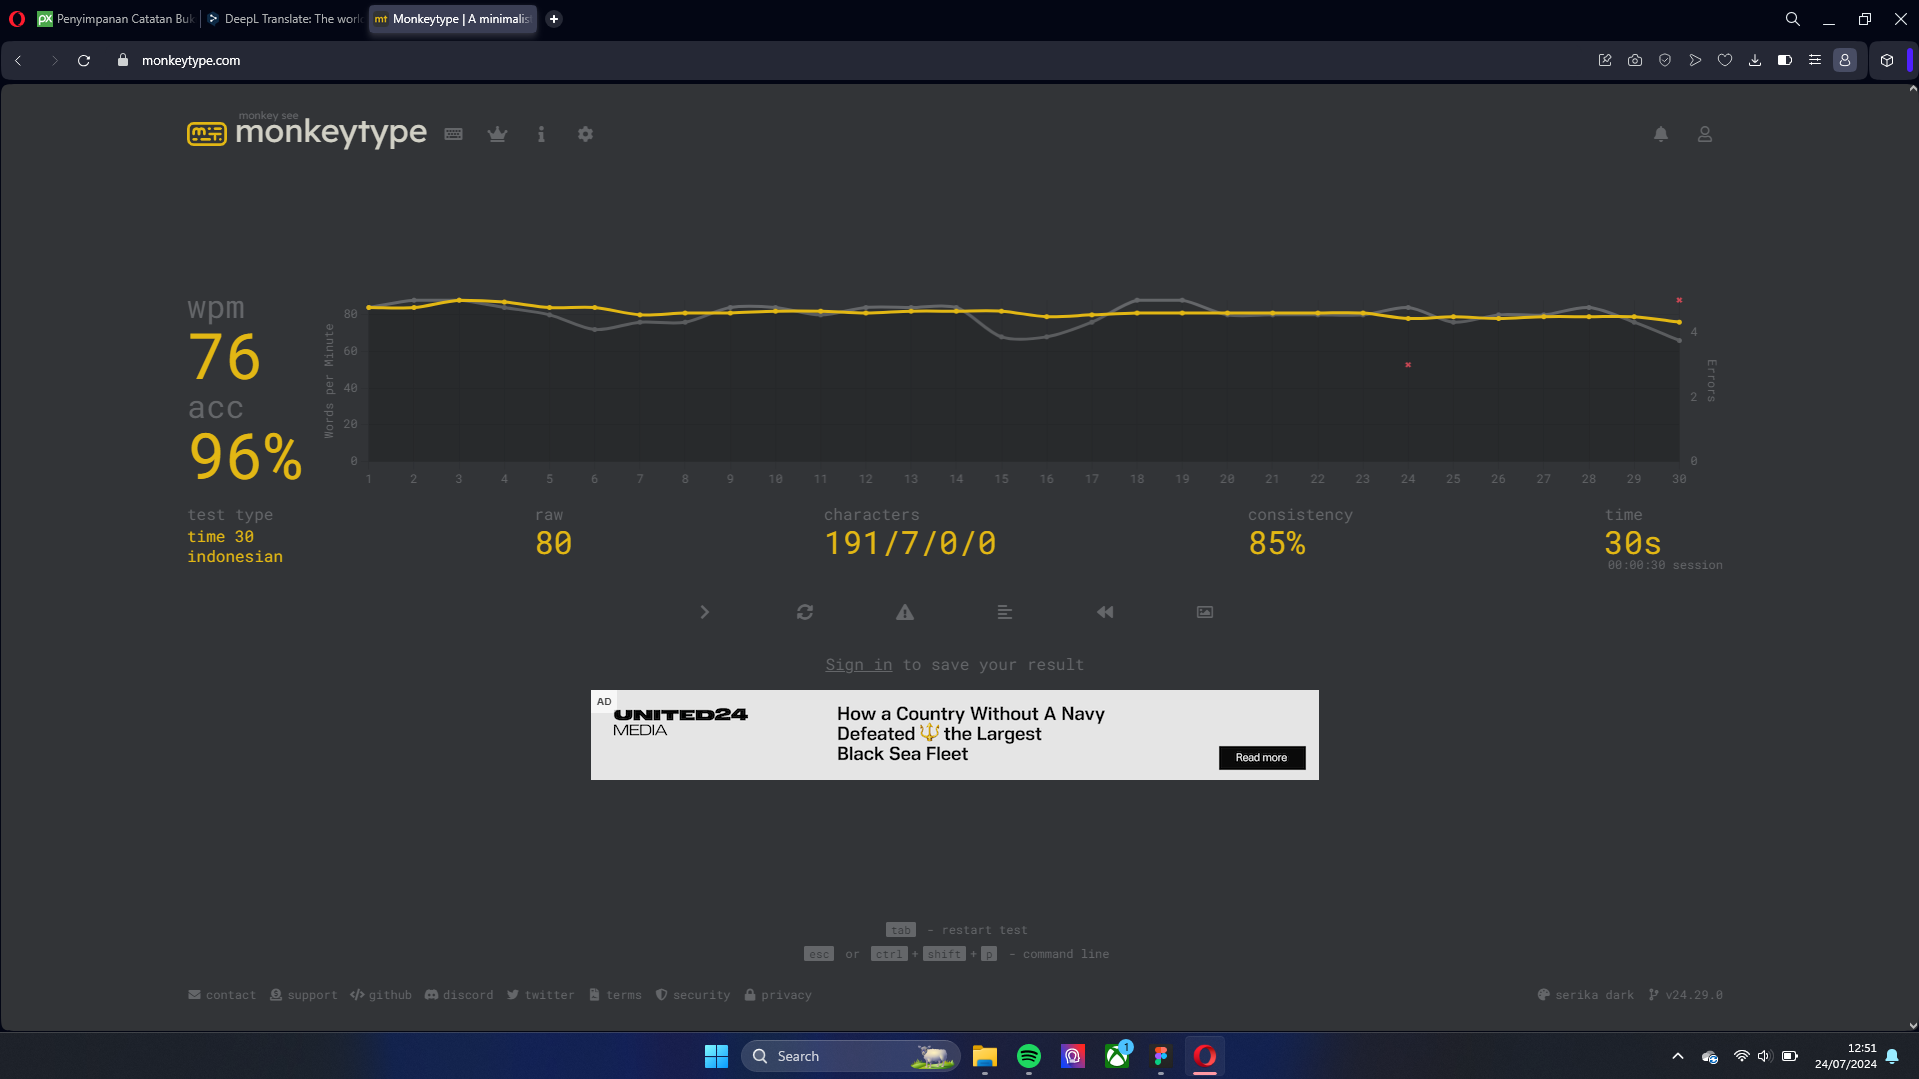 Penyimpanan Catatan Buk
DeepL Translate: The worl
mt Monkeytype | A minimalis
monkeytype.com
monkey see
monkeytype
wpm
76
acc
96%
Words per Minute
80
60
40
20
0
1 2 3 4 5 6 7 8 9 10 11 12 13 14 15 16 17 18 19 20 21 22 23 24 25 26 27 28 29 30
4
2
0
Errors
test type
time 30
indonesian
raw
80
characters
191/7/0/0
consistency
85%
time
30s
00:00:30 session
Sign in to save your result
AD
UNITED24
MEDIA
How a Country Without A Navy
Defeated the Largest
Black Sea Fleet
Read more
tab - restart test
esc or ctrl + shift + p - command line
contact support github discord twitter terms security privacy
serika dark v24.29.0
Search
1
12:51
24/07/2024